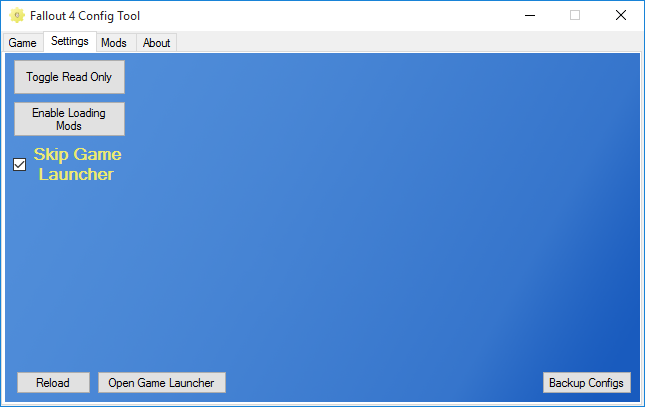 Fallout 4 Config Tool
Game Settings Mods About
Toggle Read Only
Enable Loading
Mods
Skip Game
Launcher
Reload Open Game Launcher Backup Configs